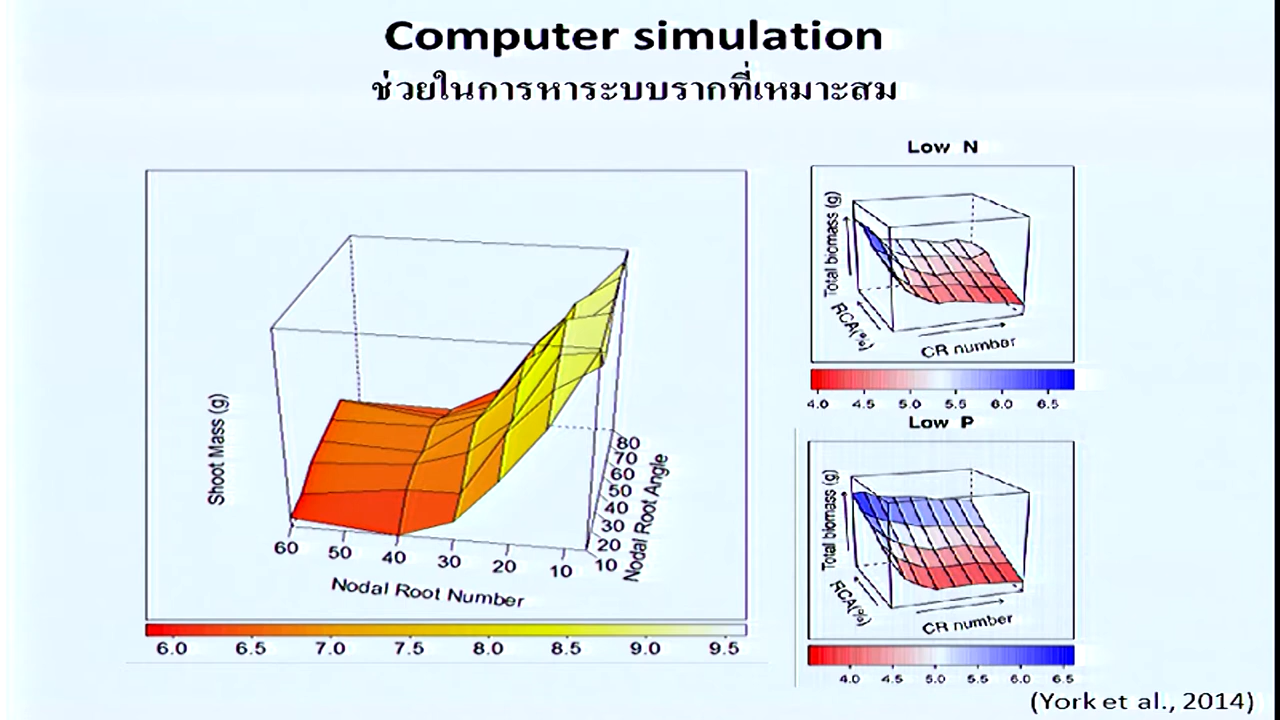 Computer simulation
ช่วยในการหาระบบรากที่เหมาะสม
Shoot Mass (g)
60 50 40 30 20 10
Nodal Root Number
80
70
60
50
40
30
20
10
Nodal Root Angle
6.0 6.5 7.0 7.5 8.0 8.5 9.0 9.5
Low N
Total biomass (g)
RCA(%)
CR number
4.0 4.5 5.0 5.5 6.0 6.5
Low P
Total biomass (g)
RCA(%)
CR number
4.0 4.5 5.0 5.5 6.0 6.5
(York et al., 2014)